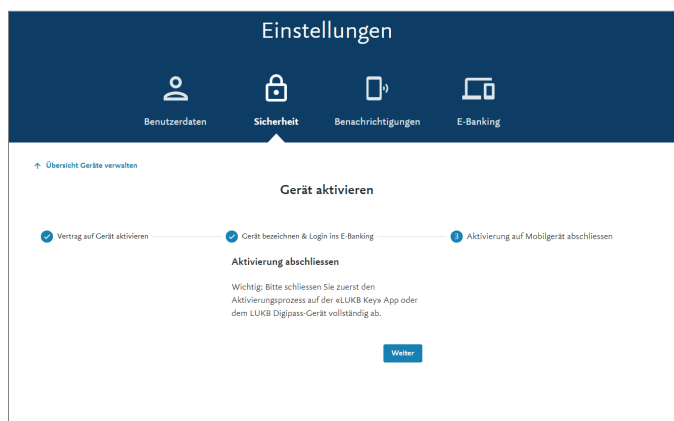 Einstellungen
Benutzerdaten
Sicherheit
Benachrichtigungen
E-Banking
↑ Übersicht Geräte verwalten
Gerät aktivieren
Vertrag auf Gerät aktivieren
Gerät bezeichnen & Login ins E-Banking
3 Aktivierung auf Mobilgerät abschliessen
Aktivierung abschliessen
Wichtig: Bitte schliessen Sie zuerst den
Aktivierungsprozess auf der «LUKB Key» App oder
dem LUKB Digipass-Gerät vollständig ab.
Weiter